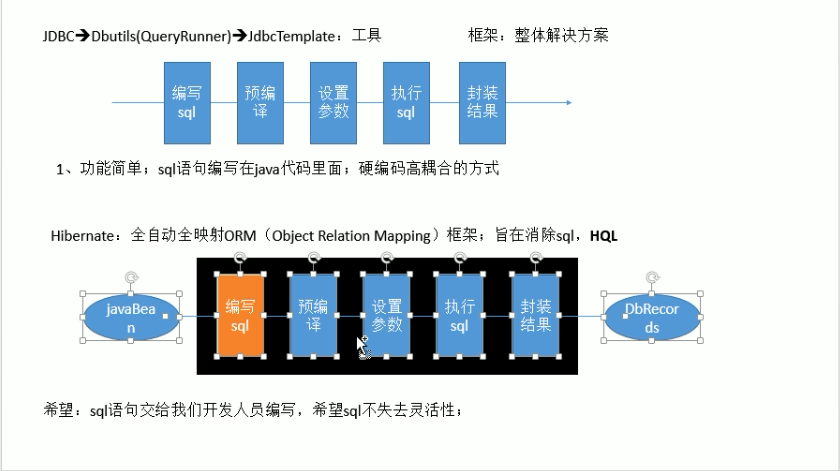 JDBC➔Dbutils(QueryRunner)➔JdbcTemplate：工具
框架：整体解决方案
编写
sql
预编
译
设置
参数
执行
sql
封装
结果
1、功能简单；sql语句编写在java代码里面；硬编码高耦合的方式
Hibernate：全自动全映射ORM（Object Relation Mapping）框架；旨在消除sql，HQL
javaBea
n
编写
sql
预编
译
设置
参数
执行
sql
封装
结果
DbRecor
ds
希望：sql语句交给我们开发人员编写，希望sql不失去灵活性；